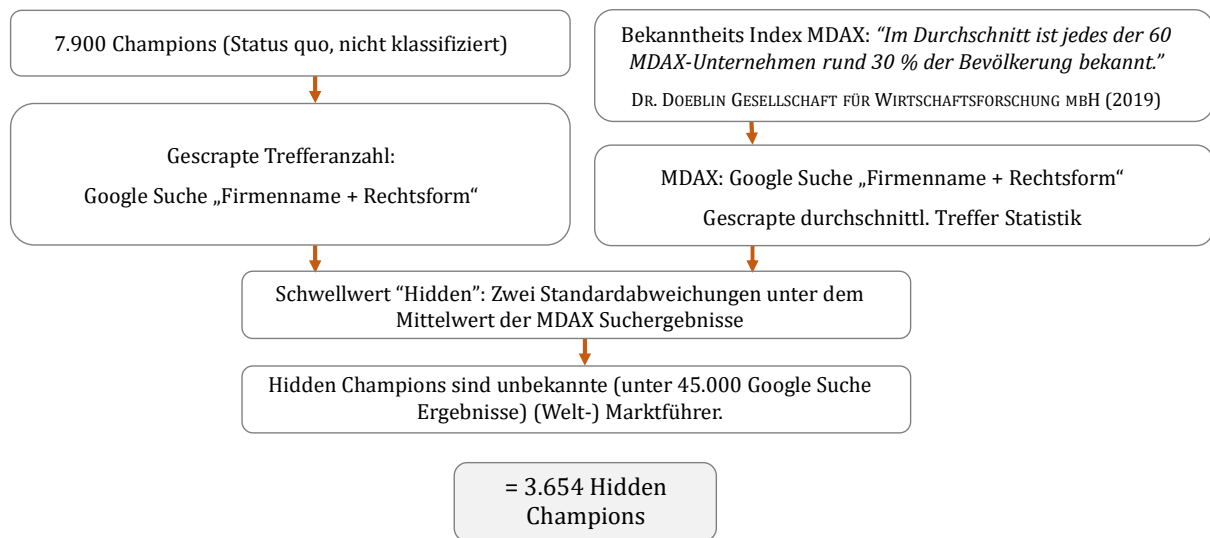 7.900 Champions (Status quo, nicht klassifiziert)
Bekanntheits Index MDAX: “Im Durchschnitt ist jedes der 60
MDAX-Unternehmen rund 30 % der Bevölkerung bekannt.”
DR. DOEBLIN GESELLSCHAFT FÜR WIRTSCHAFTSFORSCHUNG MBH (2019)
Gescrapte Trefferanzahl:
Google Suche „Firmenname + Rechtsform“
MDAX: Google Suche „Firmenname + Rechtsform“
Gescrapte durchschnittl. Treffer Statistik
Schwellwert “Hidden”: Zwei Standardabweichungen unter dem
Mittelwert der MDAX Suchergebnisse
Hidden Champions sind unbekannte (unter 45.000 Google Suche
Ergebnisse) (Welt-) Marktführer.
= 3.654 Hidden
Champions